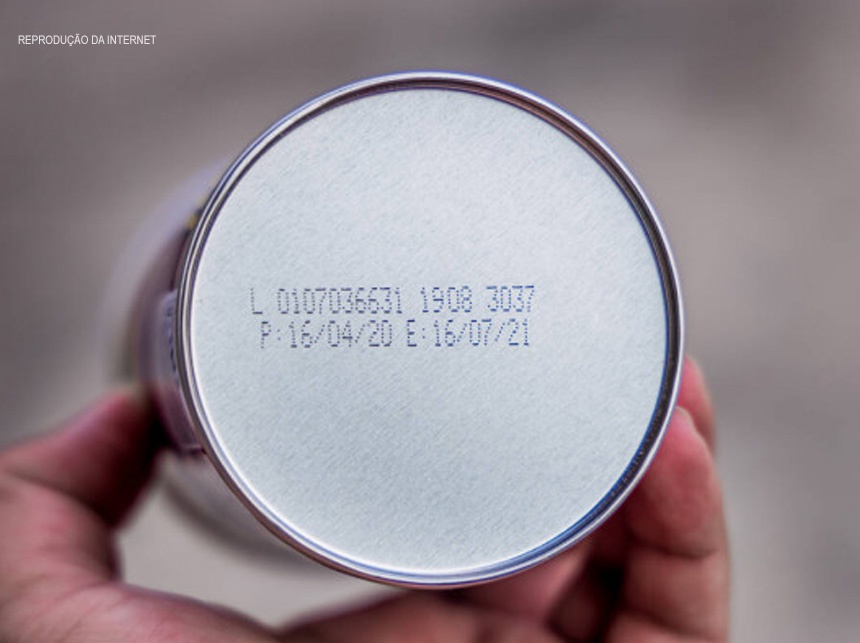 REPRODUÇÃO DA INTERNET
L 0107036631 1908 3037
P:16/04/20 E:16/07/21